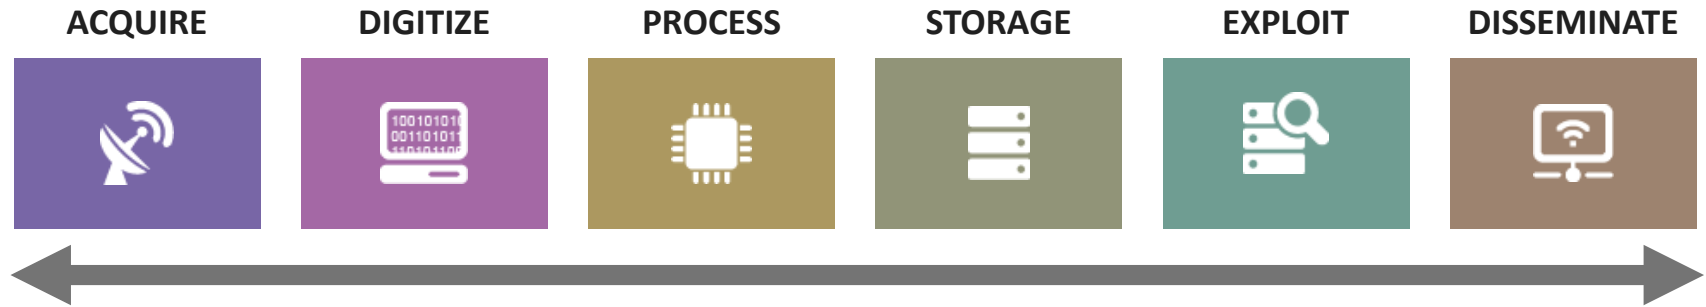 ACQUIRE DIGITIZE PROCESS STORAGE EXPLOIT DISSEMINATE
10010101
00110101